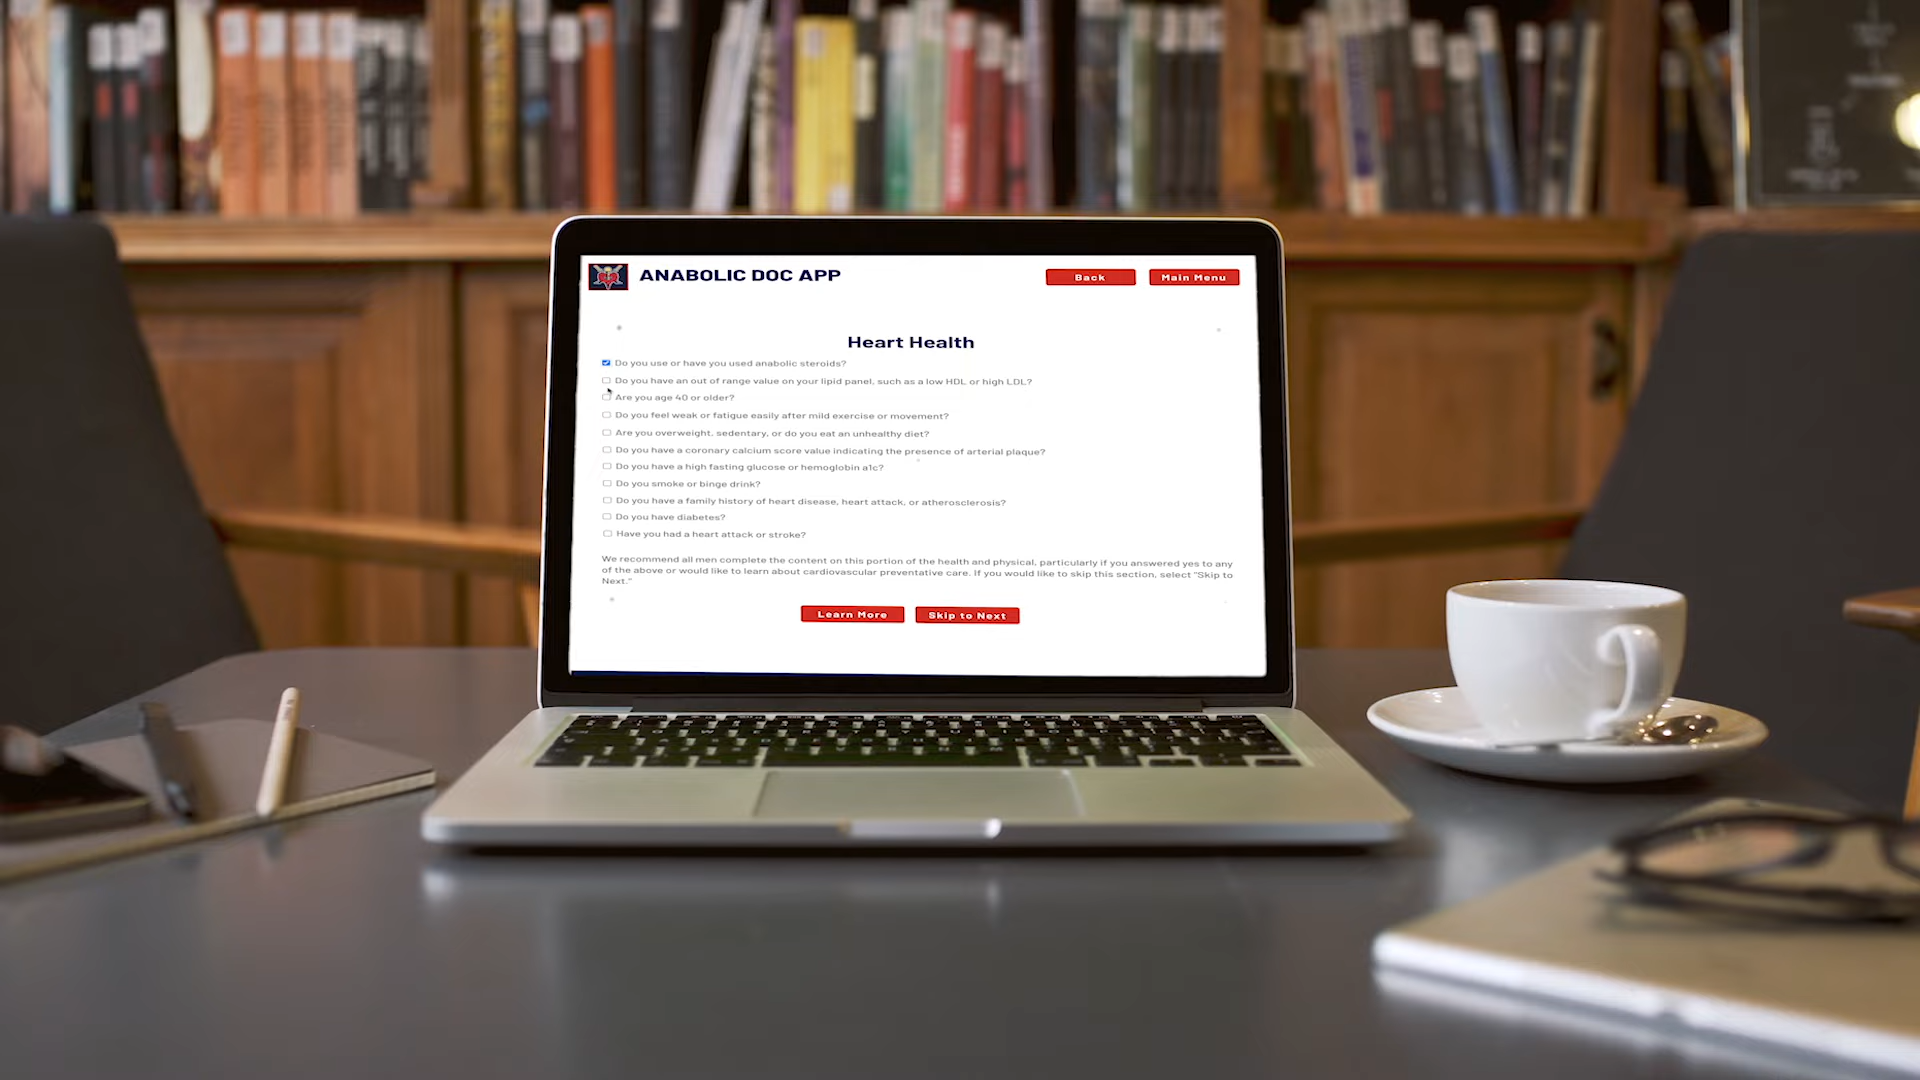 ANABOLIC DOC APP
Back
Main Menu
Heart Health
Do you use or have you used anabolic steroids?
Do you have an out of range value on your lipid panel, such as a low HDL or high LDL?
Are you age 40 or older?
Do you feel weak or fatigue easily after mild exercise or movement?
Are you overweight, sedentary, or do you eat an unhealthy diet?
Do you have a coronary calcium score value indicating the presence of arterial plaque?
Do you have a high fasting glucose or hemoglobin a1c?
Do you smoke or binge drink?
Do you have a family history of heart disease, heart attack, or atherosclerosis?
Do you have diabetes?
Have you had a heart attack or stroke?
We recommend all men complete the content on this portion of the health and physical, particularly if you answered yes to any
of the above or would like to learn about cardiovascular preventative care. If you would like to skip this section, select "Skip to
Next."
Learn More
Skip to Next